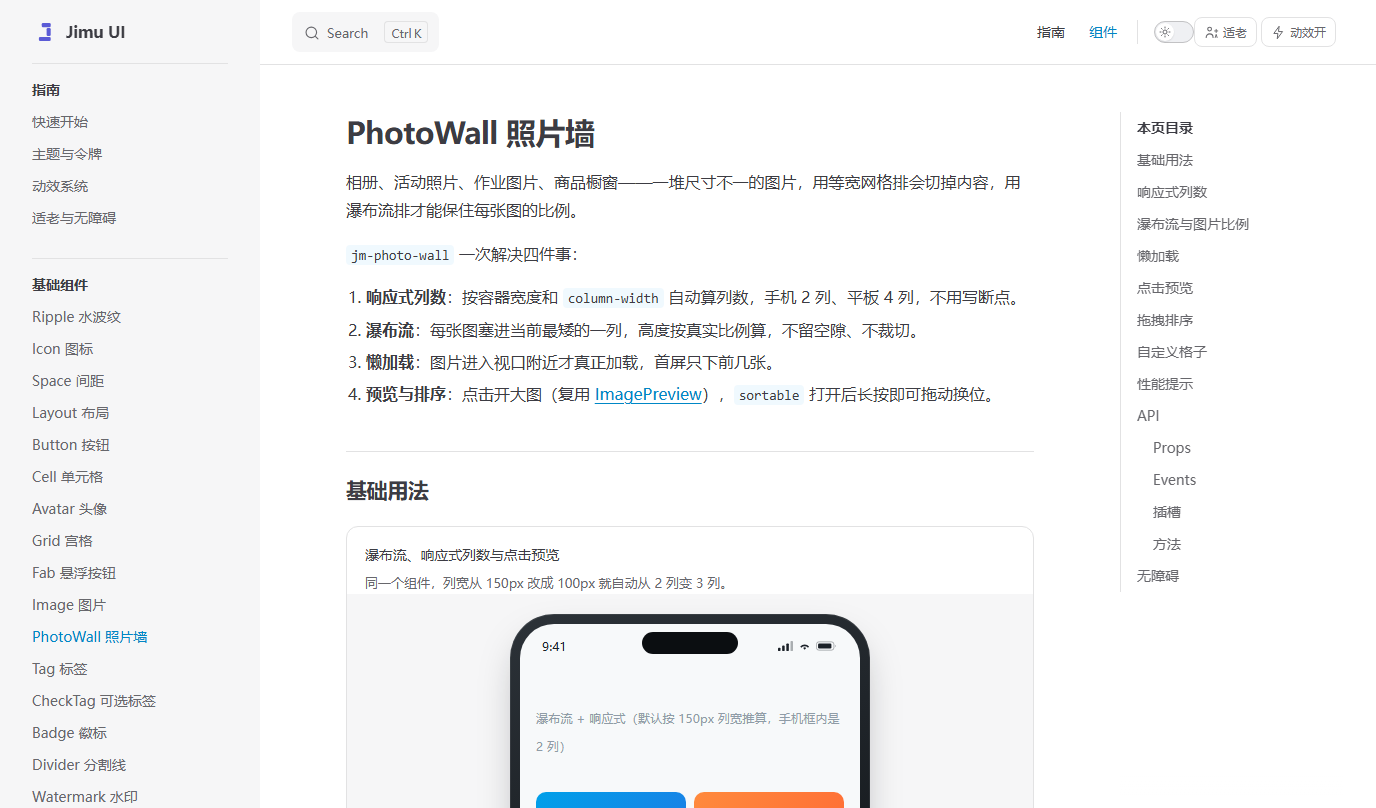 Jimu UI
Search Ctrl K
指南
组件
适老
动效开
指南
快速开始
主题与令牌
动效系统
适老与无障碍
基础组件
Ripple 水波纹
Icon 图标
Space 间距
Layout 布局
Button 按钮
Cell 单元格
Avatar 头像
Grid 宫格
Fab 悬浮按钮
Image 图片
PhotoWall 照片墙
Tag 标签
CheckTag 可选标签
Badge 徽标
Divider 分割线
Watermark 水印
PhotoWall 照片墙
相册、活动照片、作业图片、商品橱窗——一堆尺寸不一的图片，用等宽网格排会切掉内容，用
瀑布流排才能保住每张图的比例。
jm-photo-wall 一次解决四件事：
1. 响应式列数：按容器宽度和 column-width 自动算列数，手机 2 列、平板 4 列，不用写断点。
2. 瀑布流：每张图塞进当前最矮的一列，高度按真实比例算，不留空隙、不裁切。
3. 懒加载：图片进入视口附近才真正加载，首屏只下前几张。
4. 预览与排序：点击开大图（复用 ImagePreview），sortable 打开后长按即可拖动换位。
基础用法
瀑布流、响应式列数与点击预览
同一个组件，列宽从 150px 改成 100px 就自动从 2 列变 3 列。
9:41
瀑布流 + 响应式（默认按 150px 列宽推算，手机框内是
2 列）
本页目录
基础用法
响应式列数
瀑布流与图片比例
懒加载
点击预览
拖拽排序
自定义格子
性能提示
API
Props
Events
插槽
方法
无障碍